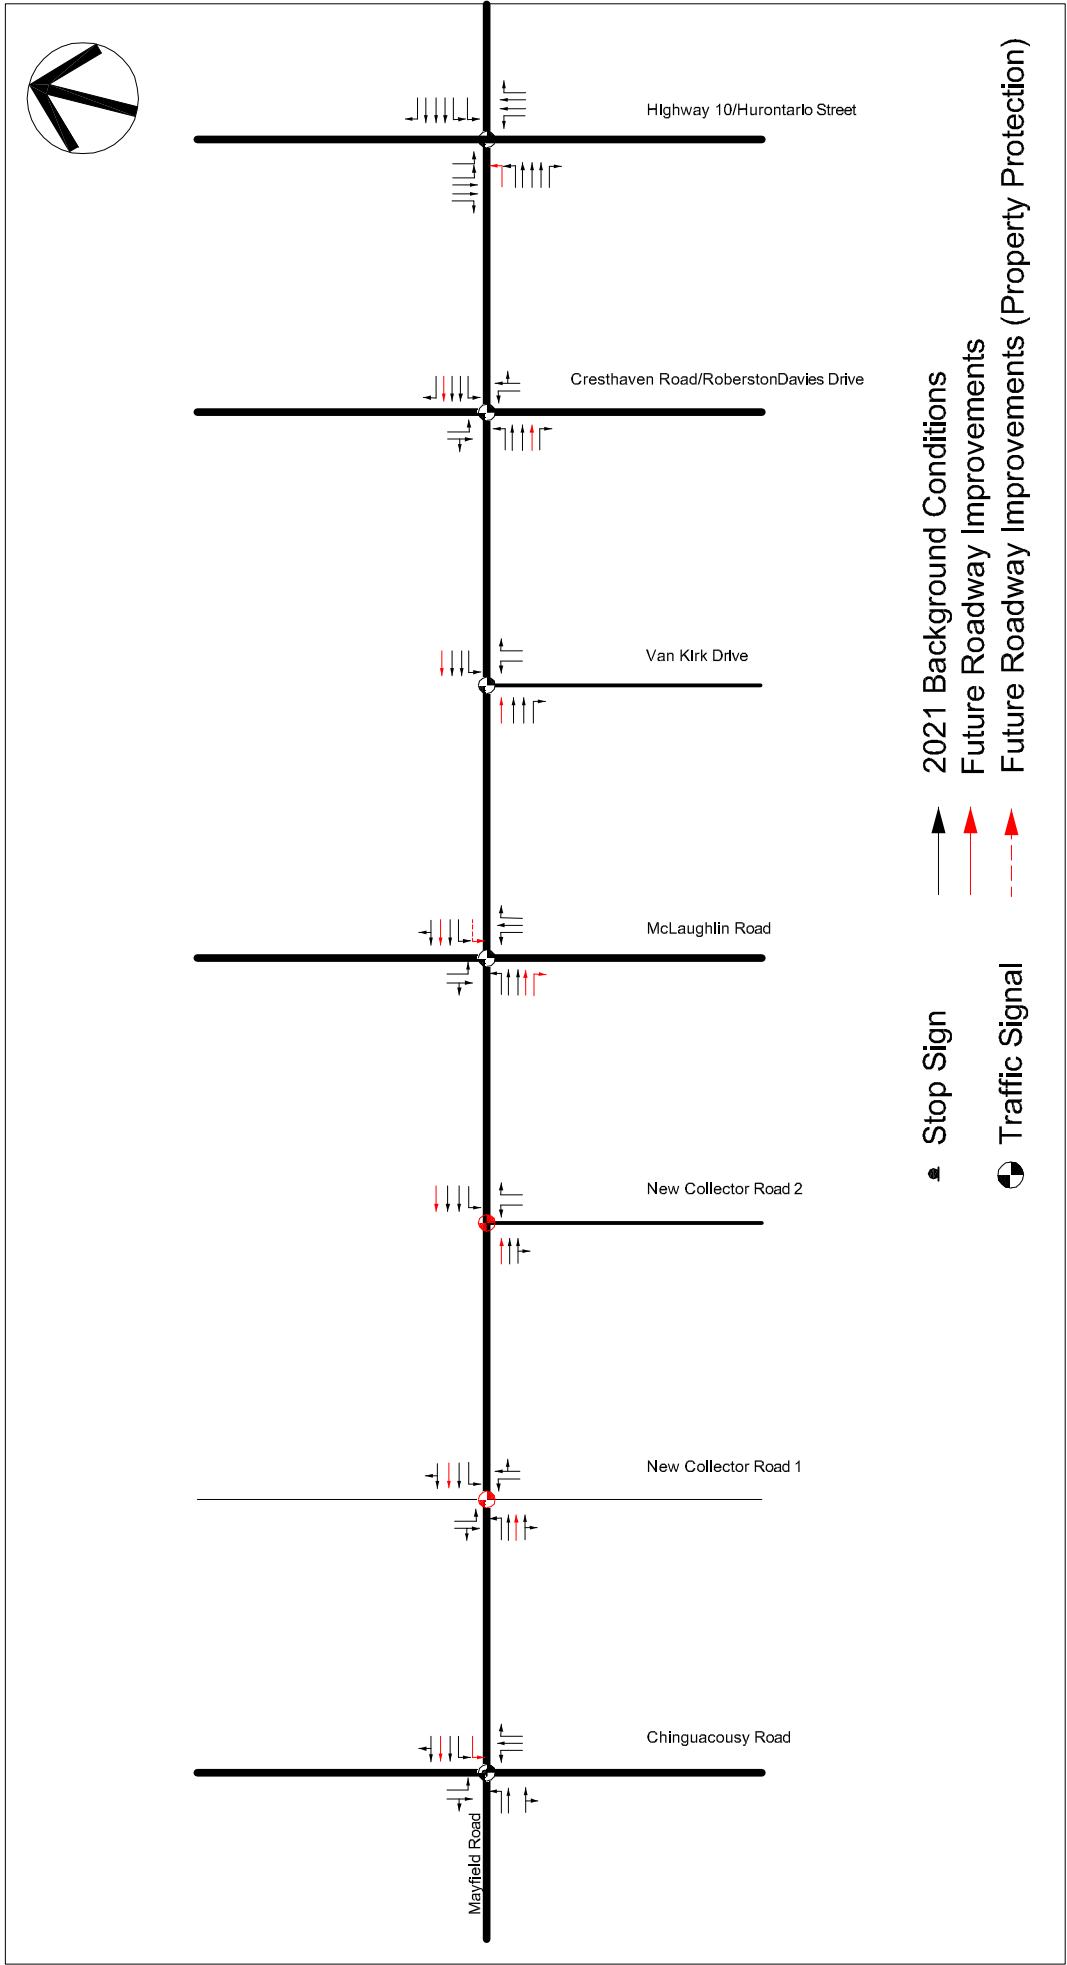 Highway 10/Hurontario Street
Cresthaven Road/RoberstonDavies Drive
Van Kirk Drive
McLaughlin Road
New Collector Road 2
New Collector Road 1
Chinguacousy Road
Mayfield Road
2021 Background Conditions
Future Roadway Improvements
Future Roadway Improvements (Property Protection)
Stop Sign
Traffic Signal